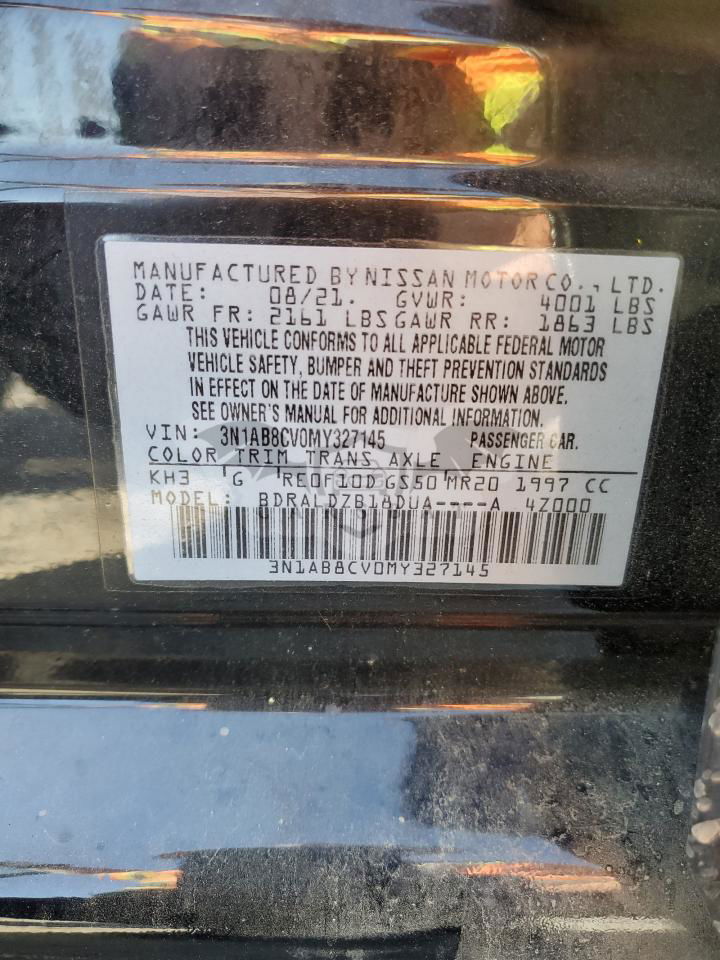 MANUFACTURED BY NISSAN MOTOR CO., LTD.
DATE: 08/21. GVWR: 4001 LBS
GAWR FR: 2161 LBS GAWR RR: 1863 LBS
THIS VEHICLE CONFORMS TO ALL APPLICABLE FEDERAL MOTOR
VEHICLE SAFETY, BUMPER AND THEFT PREVENTION STANDARDS
IN EFFECT ON THE DATE OF MANUFACTURE SHOWN ABOVE.
SEE OWNER'S MANUAL FOR ADDITIONAL INFORMATION.
VIN: 3N1AB8CV0MY327145 PASSENGER CAR.
COLOR TRIM TRANS AXLE ENGINE
KH3 G RE0F10D GS50 MR20 1997 CC
MODEL: BDRALDZB18DUA----A 4Z000
3N1AB8CV0MY327145